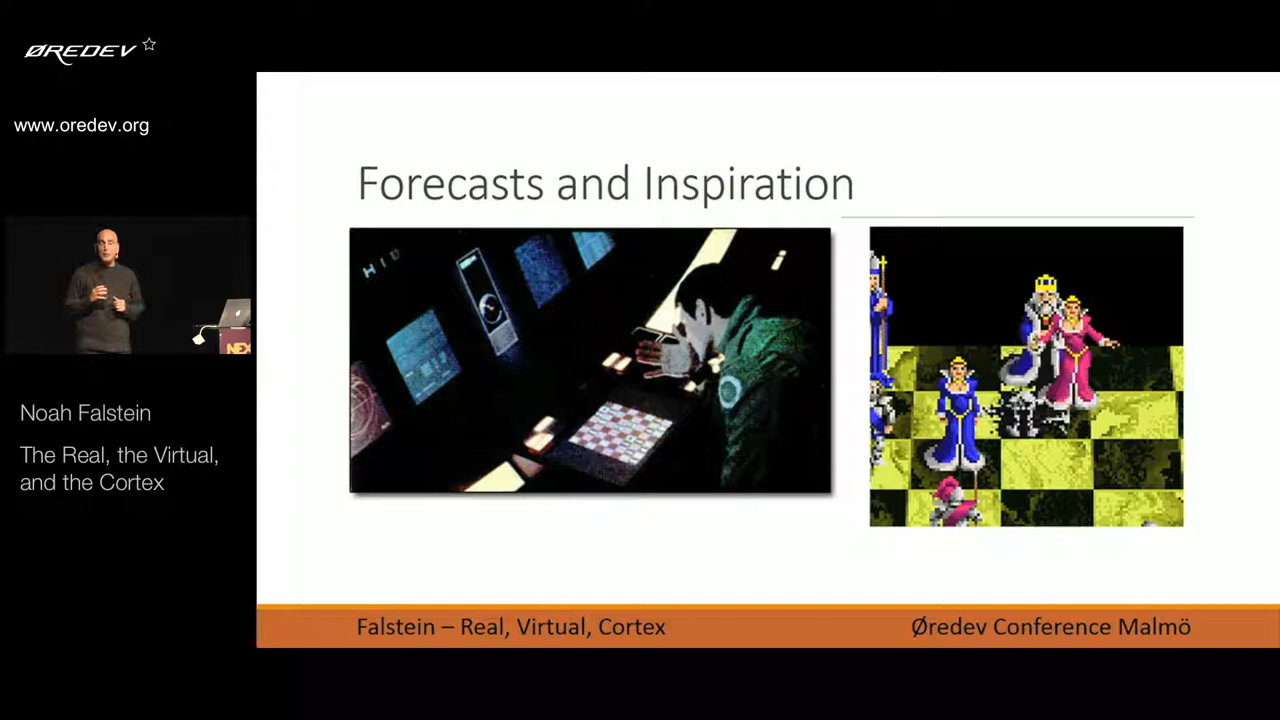 ØREDEV
www.oredev.org
Noah Falstein
The Real, the Virtual,
and the Cortex
Forecasts and Inspiration
HID
Falstein – Real, Virtual, Cortex
Øredev Conference Malmö